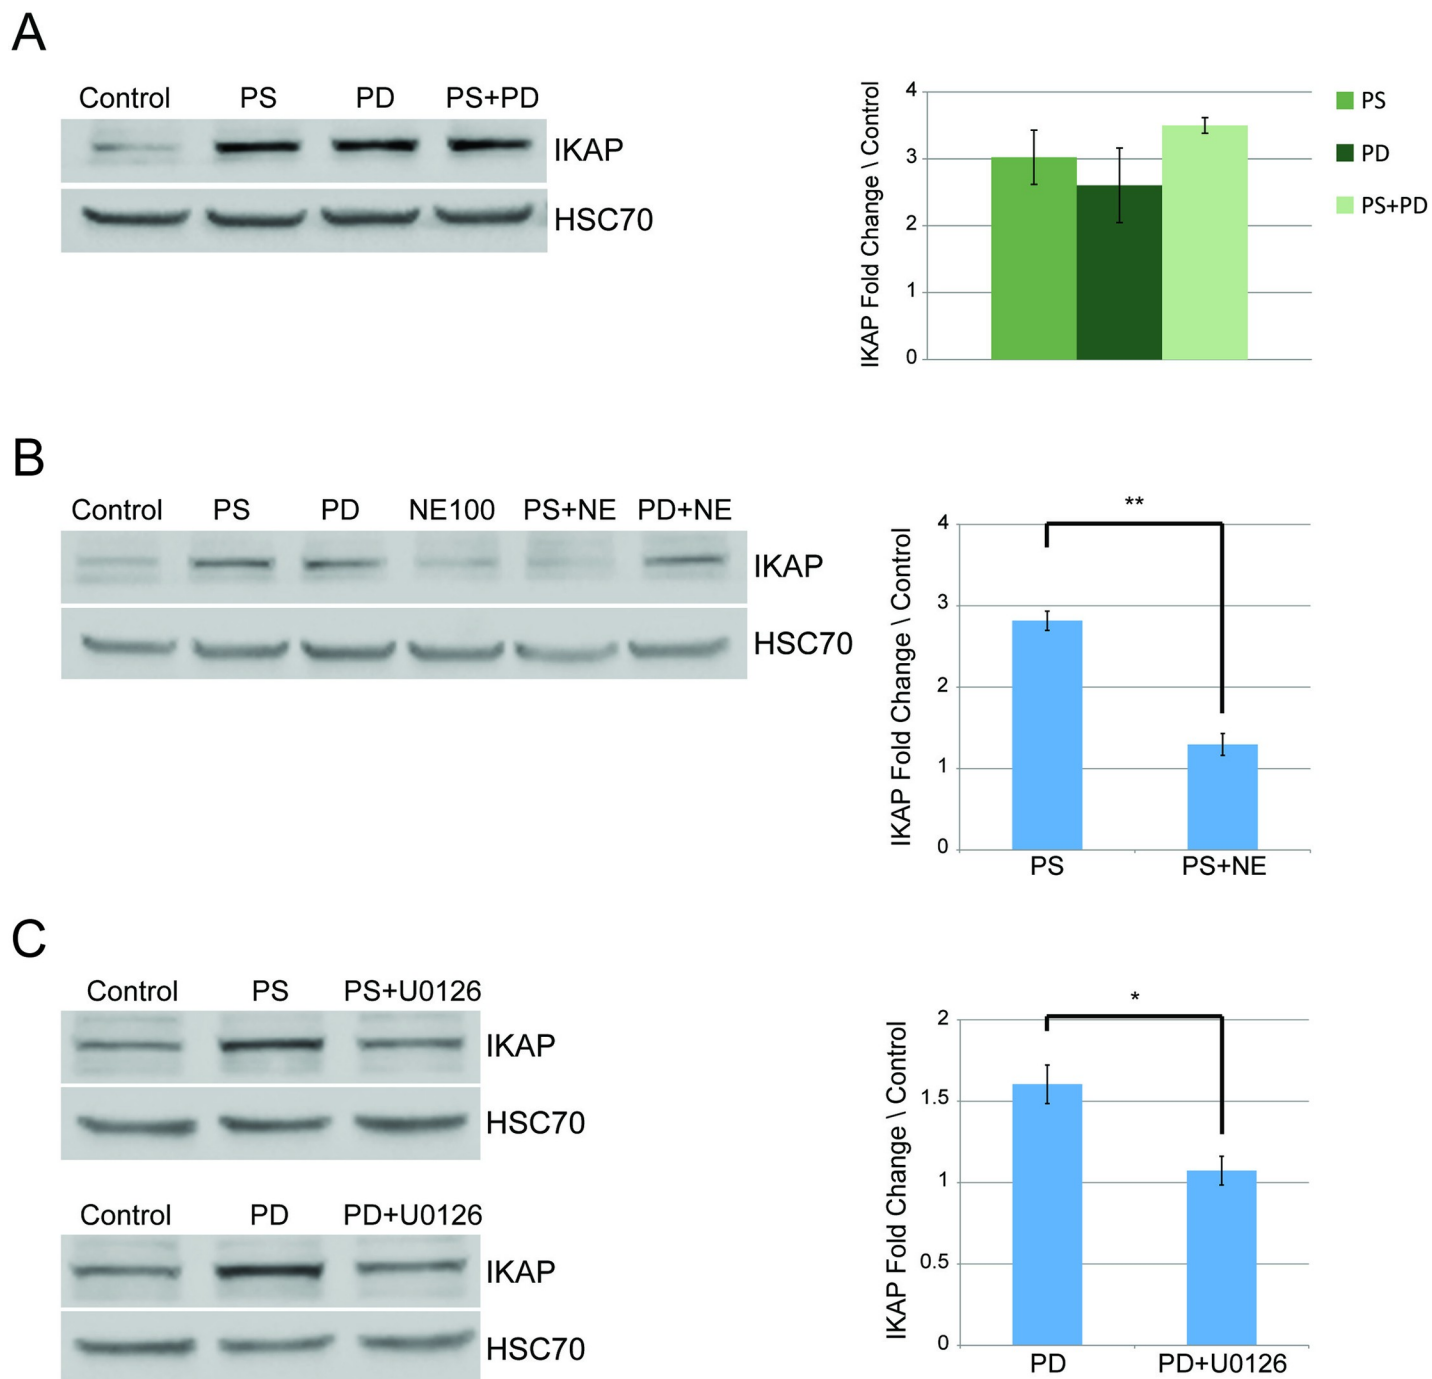 A
Control PS PD PS+PD
IKAP
HSC70
IKAP Fold Change \ Control
4
3
2
1
0
PS
PD
PS+PD
B
Control PS PD NE100 PS+NE PD+NE
IKAP
HSC70
IKAP Fold Change \ Control
**
4
3
2
1
0
PS PS+NE
C
Control PS PS+U0126
IKAP
HSC70
Control PD PD+U0126
IKAP
HSC70
IKAP Fold Change \ Control
*
2
1.5
1
0.5
0
PD PD+U0126